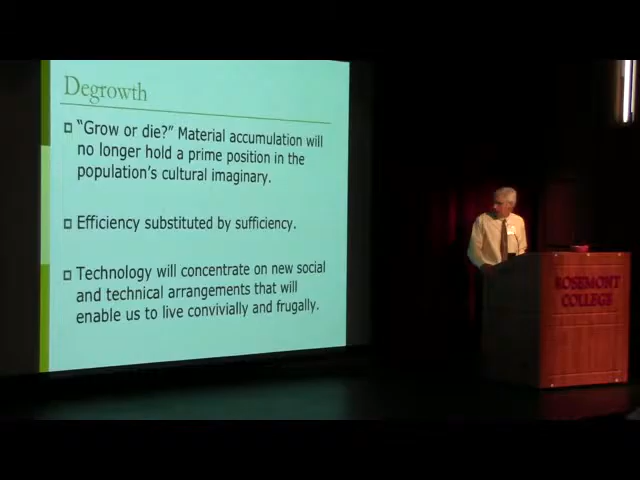 Degrowth
"Grow or die?" Material accumulation will
no longer hold a prime position in the
population's cultural imaginary.
Efficiency substituted by sufficiency.
Technology will concentrate on new social
and technical arrangements that will
enable us to live convivially and frugally.
ROSEMONT
COLLEGE